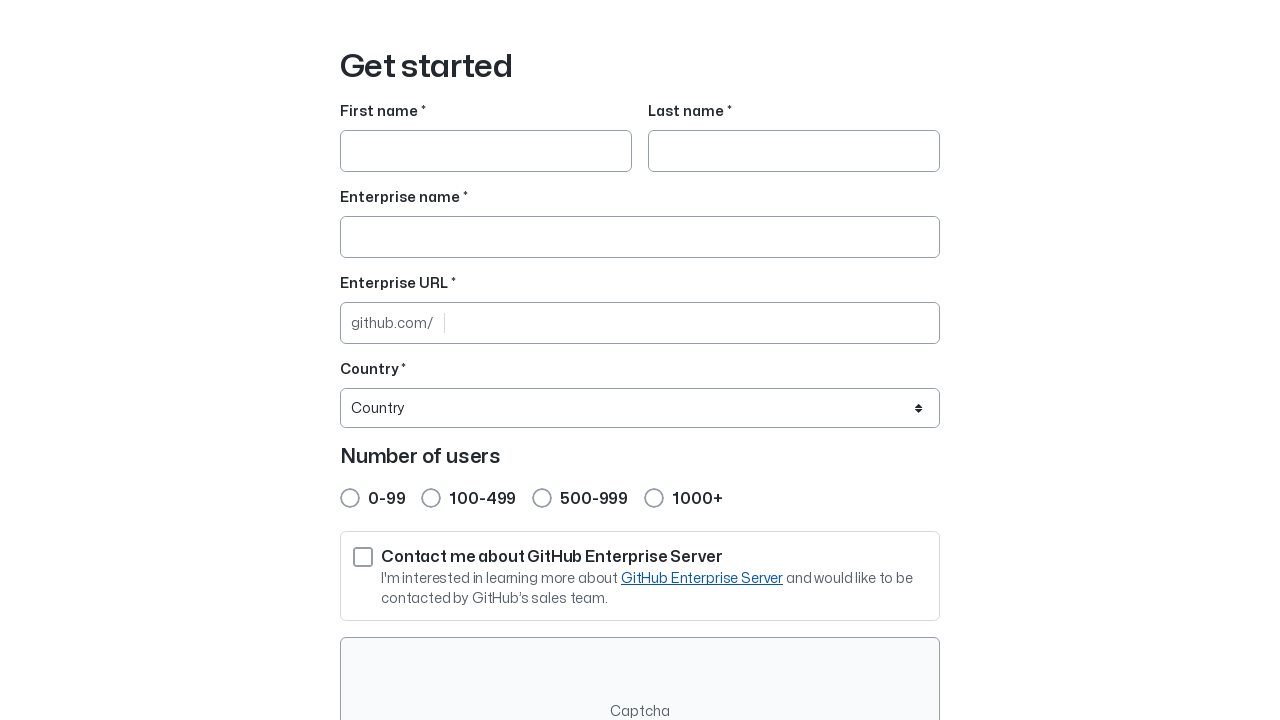 Get started
First name *
Last name *
Enterprise name *
Enterprise URL *
github.com/
Country *
Country
Number of users
0-99
100-499
500-999
1000+
Contact me about GitHub Enterprise Server
I'm interested in learning more about GitHub Enterprise Server and would like to be
contacted by GitHub's sales team.
Captcha